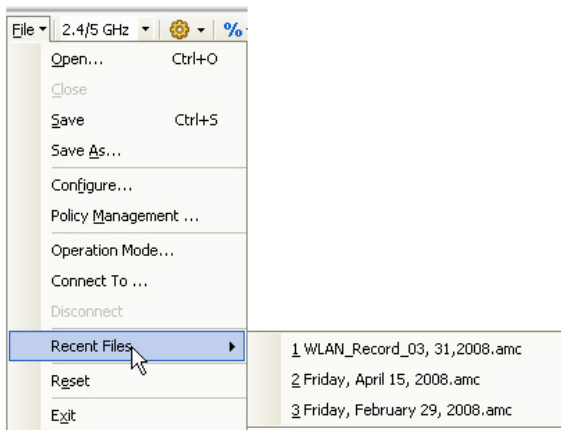 File 2.4/5 GHz %
Open... Ctrl+O
Close
Save Ctrl+S
Save As...
Configure...
Policy Management ...
Operation Mode...
Connect To ...
Disconnect
Recent Files
1 WLAN_Record_03, 31,2008.amc
2 Friday, April 15, 2008.amc
3 Friday, February 29, 2008.amc
Reset
Exit